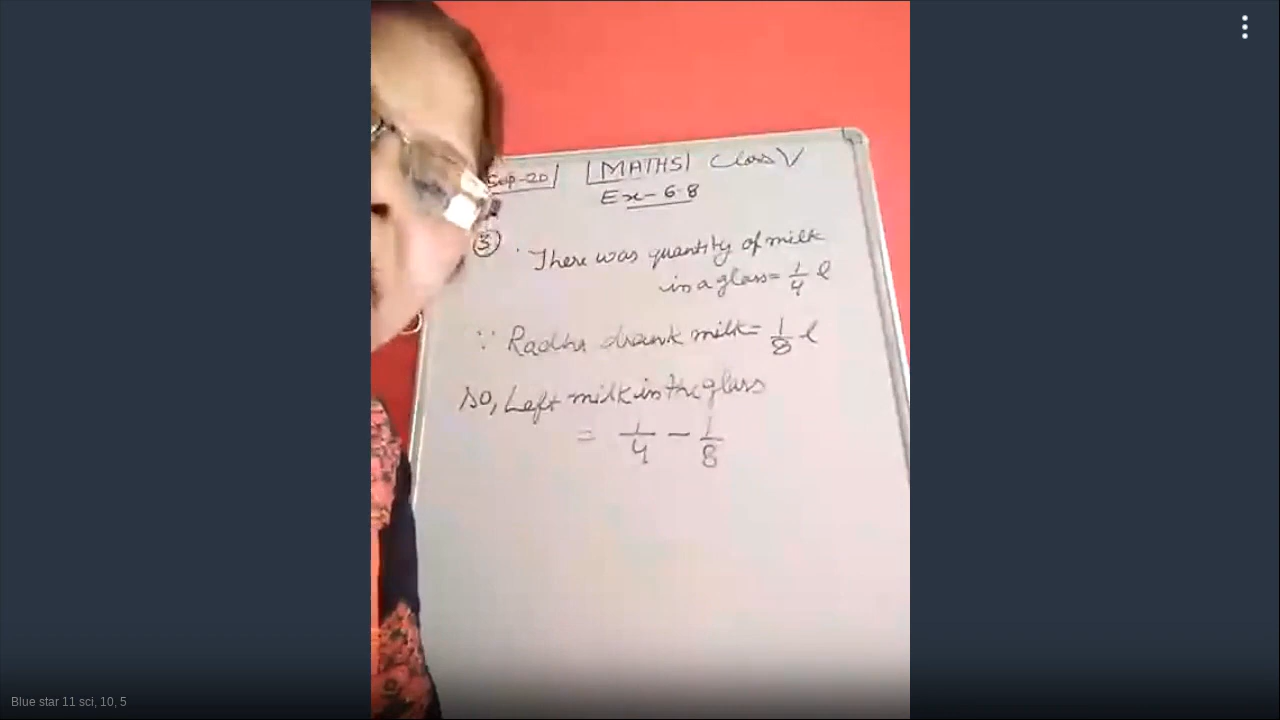 Sep-20 MATHS Class V
Ex-6.8
3 There was quantity of milk
in a glass = 1/4 l
∵ Radha drank milk = 1/8 l
so, Left milk in the glass
= 1/4 - 1/8
Blue star 11 sci, 10, 5